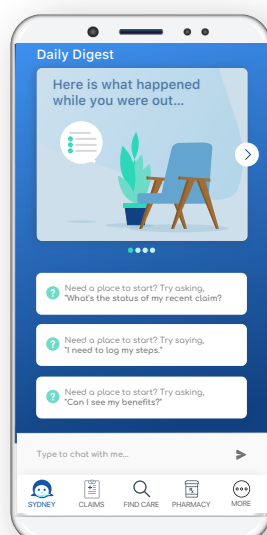 Daily Digest
Here is what happened
while you were out...
Need a place to start? Try asking,
"What's the status of my recent claim?
Need a place to start? Try saying,
"I need to log my steps."
Need a place to start? Try asking,
"Can I see my benefits?"
Type to chat with me...
SYDNEY CLAIMS FIND CARE PHARMACY MORE